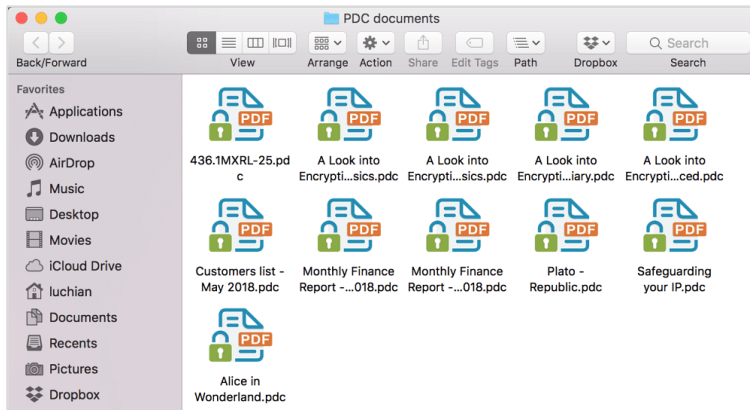 PDC documents
Search
Back/Forward
View
Arrange
Action
Share
Edit Tags
Path
Dropbox
Search
Favorites
Applications
Downloads
AirDrop
Music
Desktop
Movies
iCloud Drive
luchian
Documents
Recents
Pictures
Dropbox
PDF
PDF
PDF
PDF
PDF
436.1MXRL-25.pd
c
A Look into
Encrypti...sics.pdc
A Look into
Encrypti...sics.pdc
A Look into
Encrypti...iary.pdc
A Look into
Encrypti...ced.pdc
PDF
PDF
PDF
PDF
PDF
Customers list -
May 2018.pdc
Monthly Finance
Report -...018.pdc
Monthly Finance
Report -...018.pdc
Plato -
Republic.pdc
Safeguarding
your IP.pdc
PDF
Alice in
Wonderland.pdc